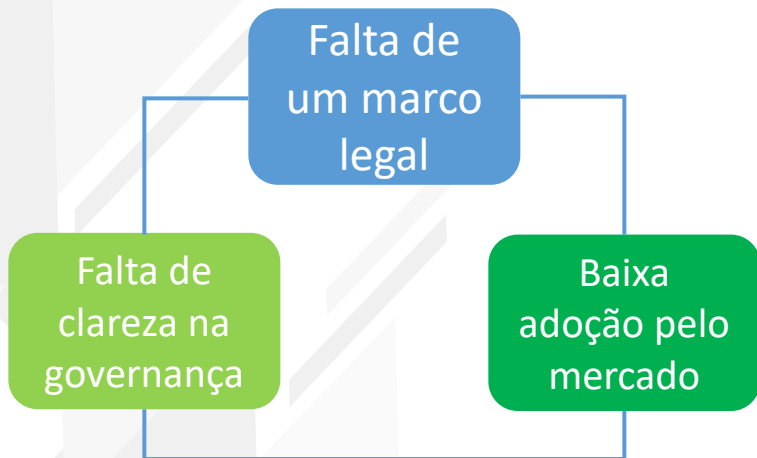 Falta de
um marco
legal
Falta de
clareza na
governança
Baixa
adoção pelo
mercado